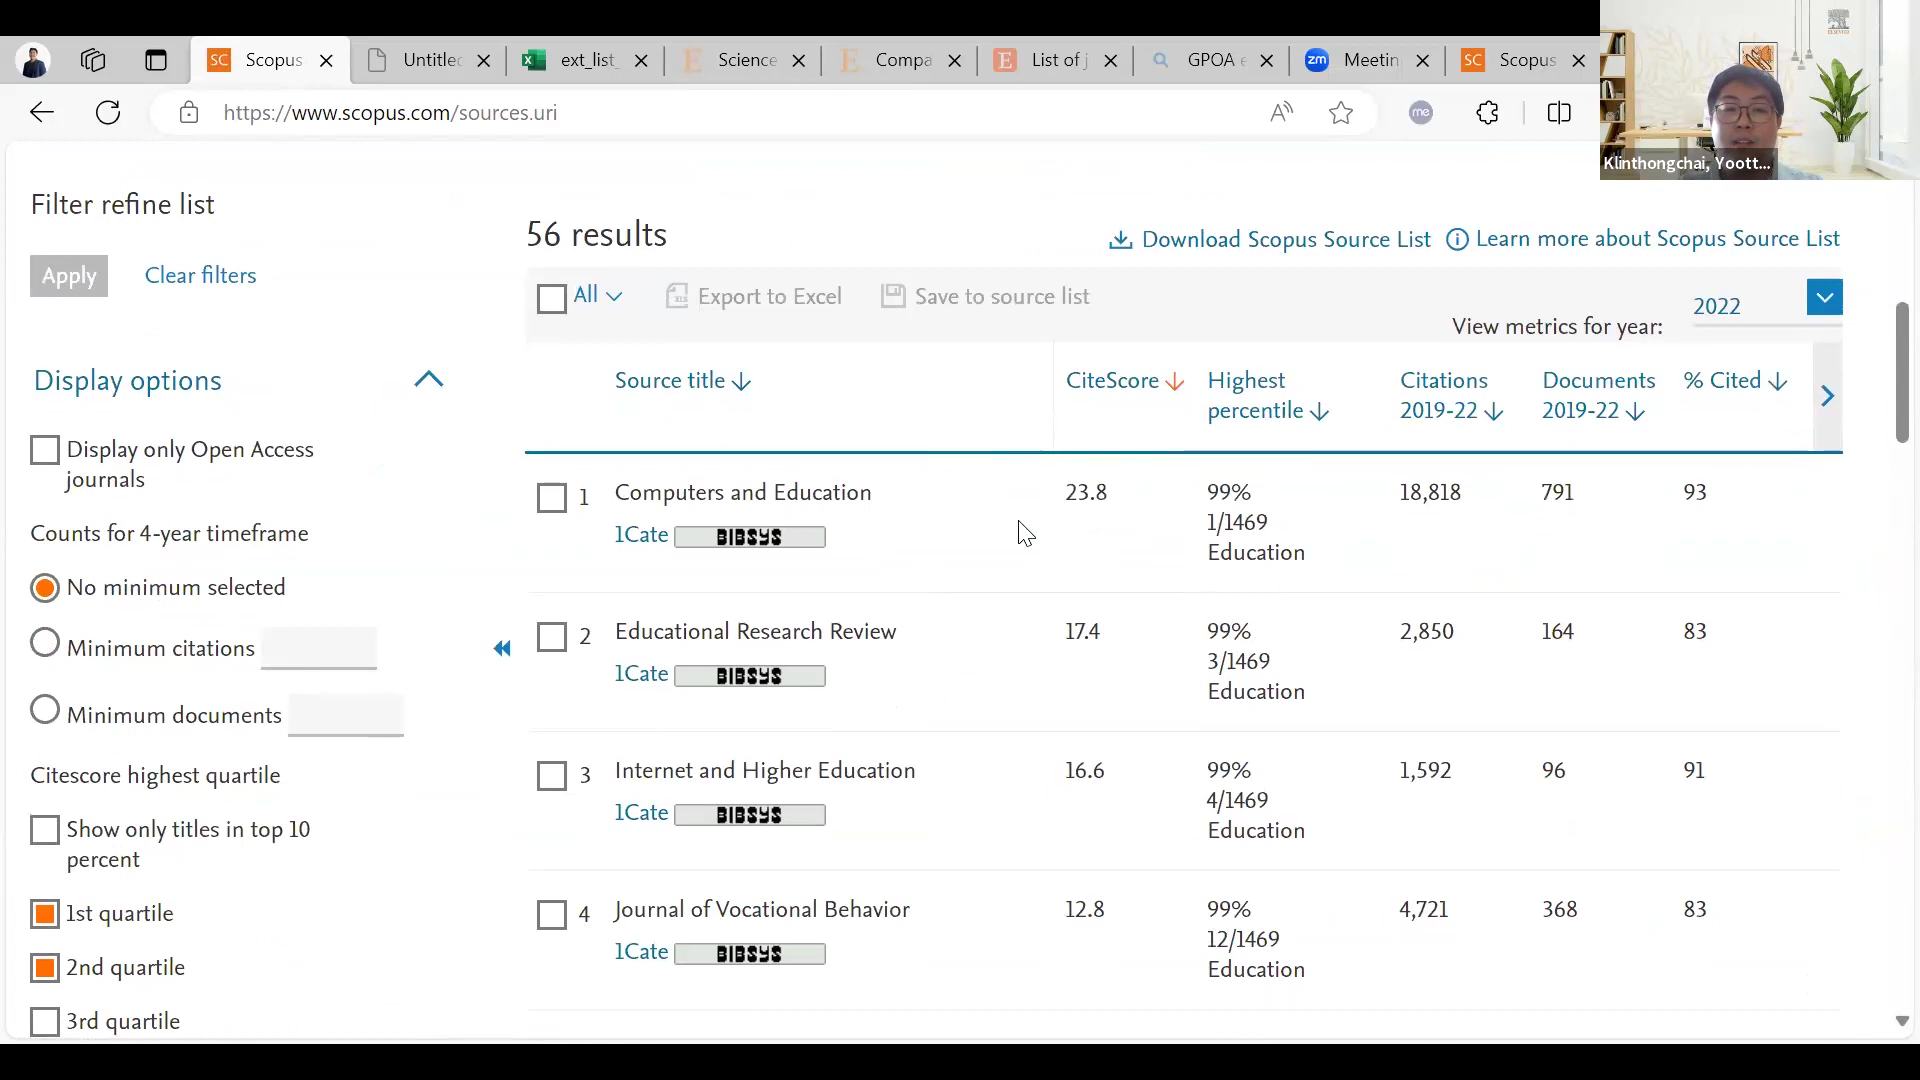 Scopus
Untitlec
ext_list_
Science
Compa
List of j
GPOA e
zm
Meetin
SC
Scopus
https://www.scopus.com/sources.uri
me
Klinthongchai, Yoott...
Filter refine list
Apply
Clear filters
Display options
Display only Open Access
journals
Counts for 4-year timeframe
No minimum selected
Minimum citations
Minimum documents
Citescore highest quartile
Show only titles in top 10
percent
1st quartile
2nd quartile
3rd quartile
56 results
Download Scopus Source List
Learn more about Scopus Source List
All
Export to Excel
Save to source list
View metrics for year:
2022
Source title
CiteScore
Highest
percentile
Citations
2019-22
Documents
2019-22
% Cited
1 Computers and Education 23.8 99% 18,818 791 93
1/1469
1Cate BIBSYS
Education
2 Educational Research Review 17.4 99% 2,850 164 83
3/1469
1Cate BIBSYS
Education
3 Internet and Higher Education 16.6 99% 1,592 96 91
4/1469
1Cate BIBSYS
Education
4 Journal of Vocational Behavior 12.8 99% 4,721 368 83
12/1469
1Cate BIBSYS
Education